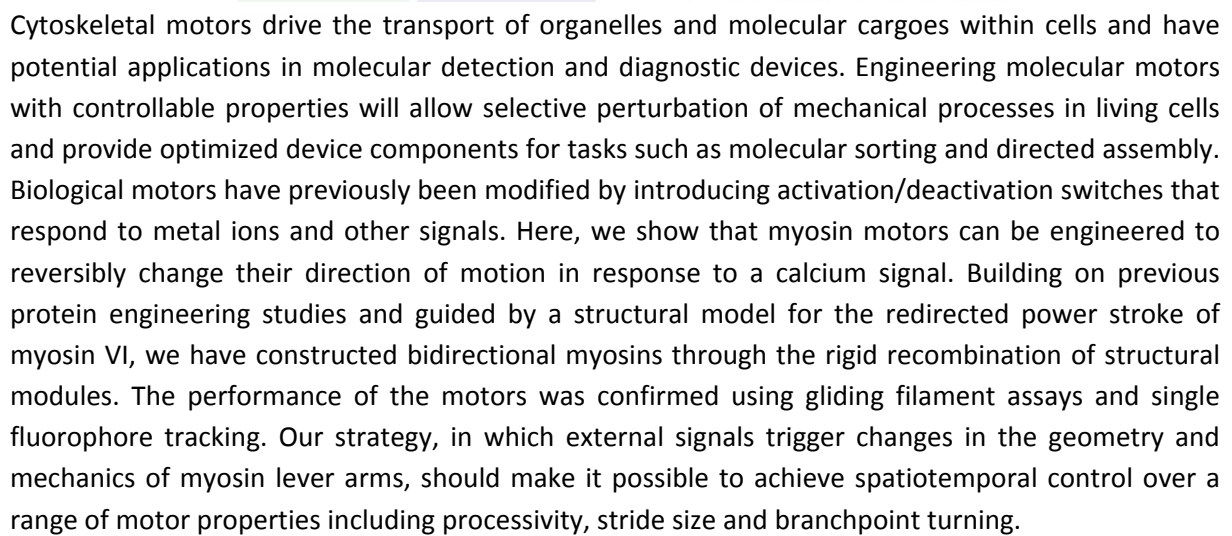 Cytoskeletal motors drive the transport of organelles and molecular cargoes within cells and have
potential applications in molecular detection and diagnostic devices. Engineering molecular motors
with controllable properties will allow selective perturbation of mechanical processes in living cells
and provide optimized device components for tasks such as molecular sorting and directed assembly.
Biological motors have previously been modified by introducing activation/deactivation switches that
respond to metal ions and other signals. Here, we show that myosin motors can be engineered to
reversibly change their direction of motion in response to a calcium signal. Building on previous
protein engineering studies and guided by a structural model for the redirected power stroke of
myosin VI, we have constructed bidirectional myosins through the rigid recombination of structural
modules. The performance of the motors was confirmed using gliding filament assays and single
fluorophore tracking. Our strategy, in which external signals trigger changes in the geometry and
mechanics of myosin lever arms, should make it possible to achieve spatiotemporal control over a
range of motor properties including processivity, stride size and branchpoint turning.